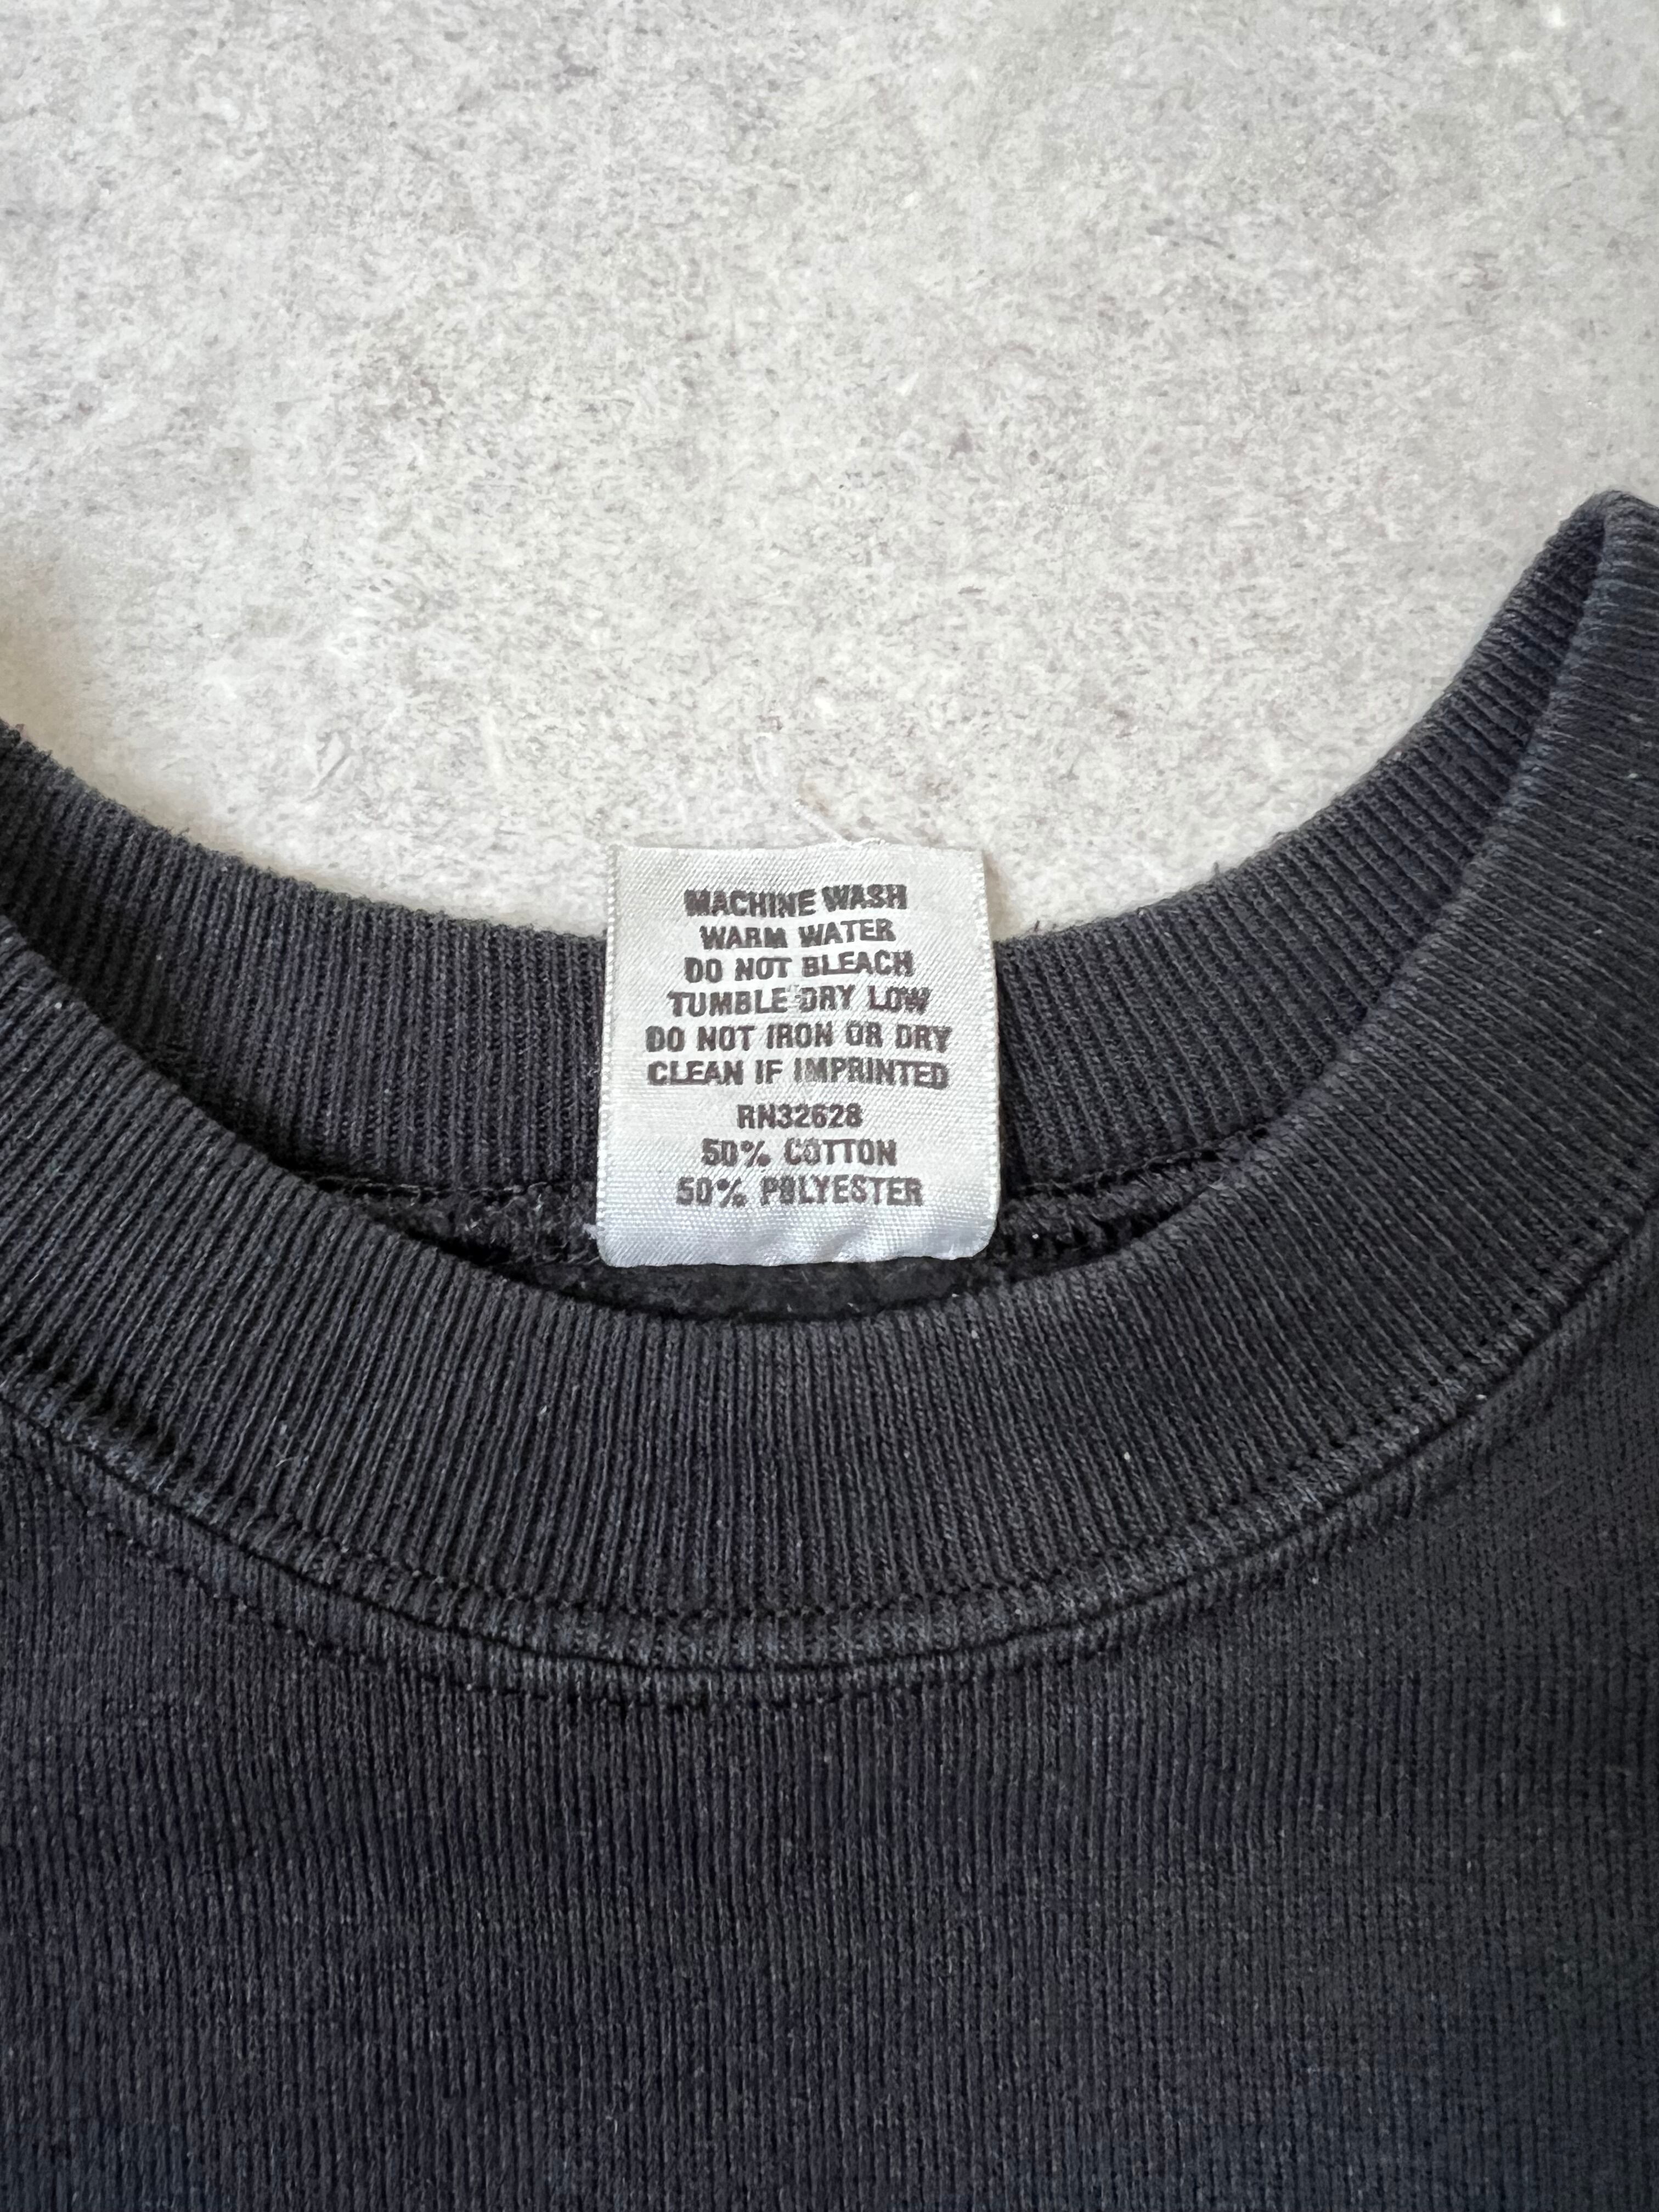 MACHINE WASH
WARM WATER
DO NOT BLEACH
TUMBLE DRY LOW
DO NOT IRON OR DRY
CLEAN IF IMPRINTED
RN32628
50% COTTON
50% POLYESTER